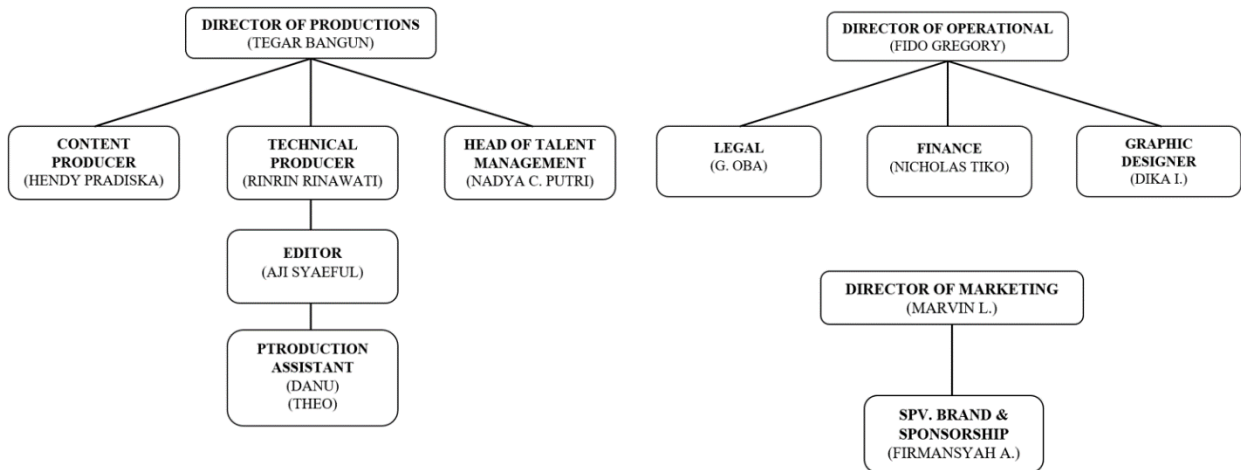 DIRECTOR OF PRODUCTIONS
(TEGAR BANGUN)
CONTENT
PRODUCER
(HENDY PRADISKA)
TECHNICAL
PRODUCER
(RINRIN RINAWATI)
HEAD OF TALENT
MANAGEMENT
(NADYA C. PUTRI)
EDITOR
(AJI SYAEFUL)
PTRODUCTION
ASSISTANT
(DANU)
(THEO)
DIRECTOR OF OPERATIONAL
(FIDO GREGORY)
LEGAL
(G. OBA)
FINANCE
(NICHOLAS TIKO)
GRAPHIC
DESIGNER
(DIKA I.)
DIRECTOR OF MARKETING
(MARVIN L.)
SPV. BRAND &
SPONSORSHIP
(FIRMANSYAH A.)